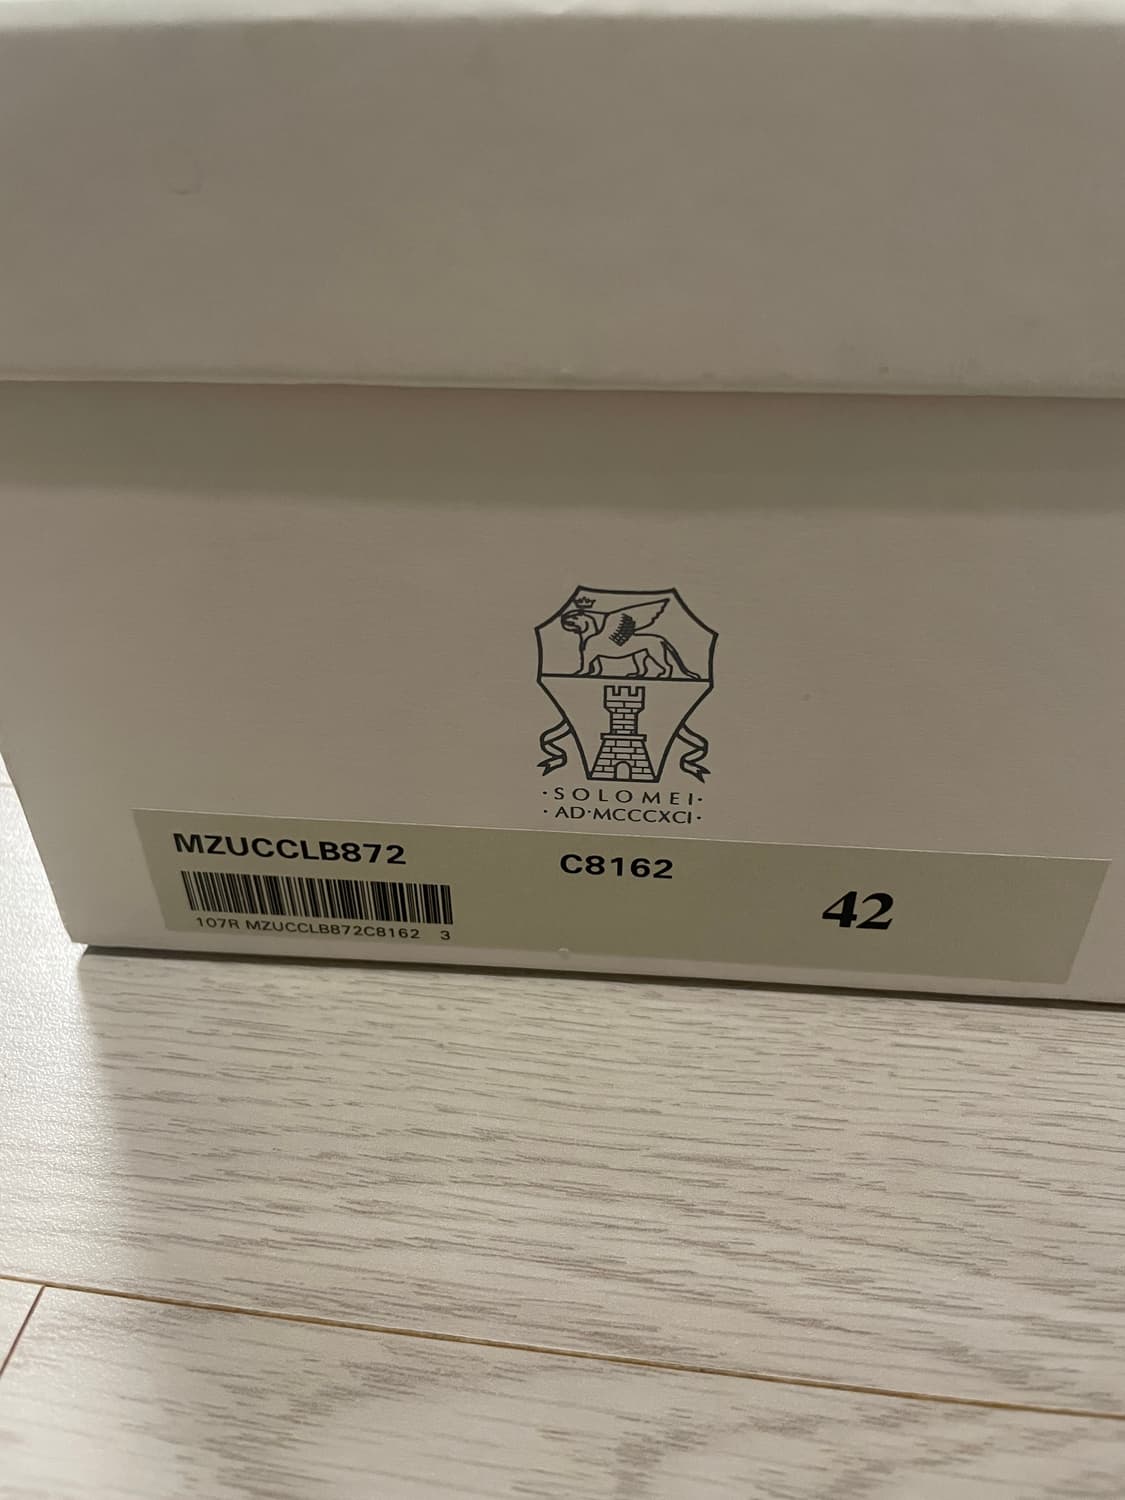 ·SOLOMEI·
·AD·MCCCXCI·
MZUCCLB872
C8162
42
107R MZUCCLB872C8162 3